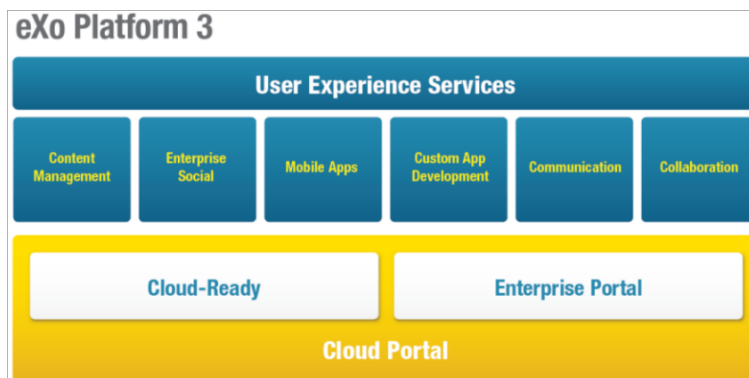 eXo Platform 3
User Experience Services
Content
Management
Enterprise
Social
Mobile Apps
Custom App
Development
Communication
Collaboration
Cloud-Ready
Enterprise Portal
Cloud Portal